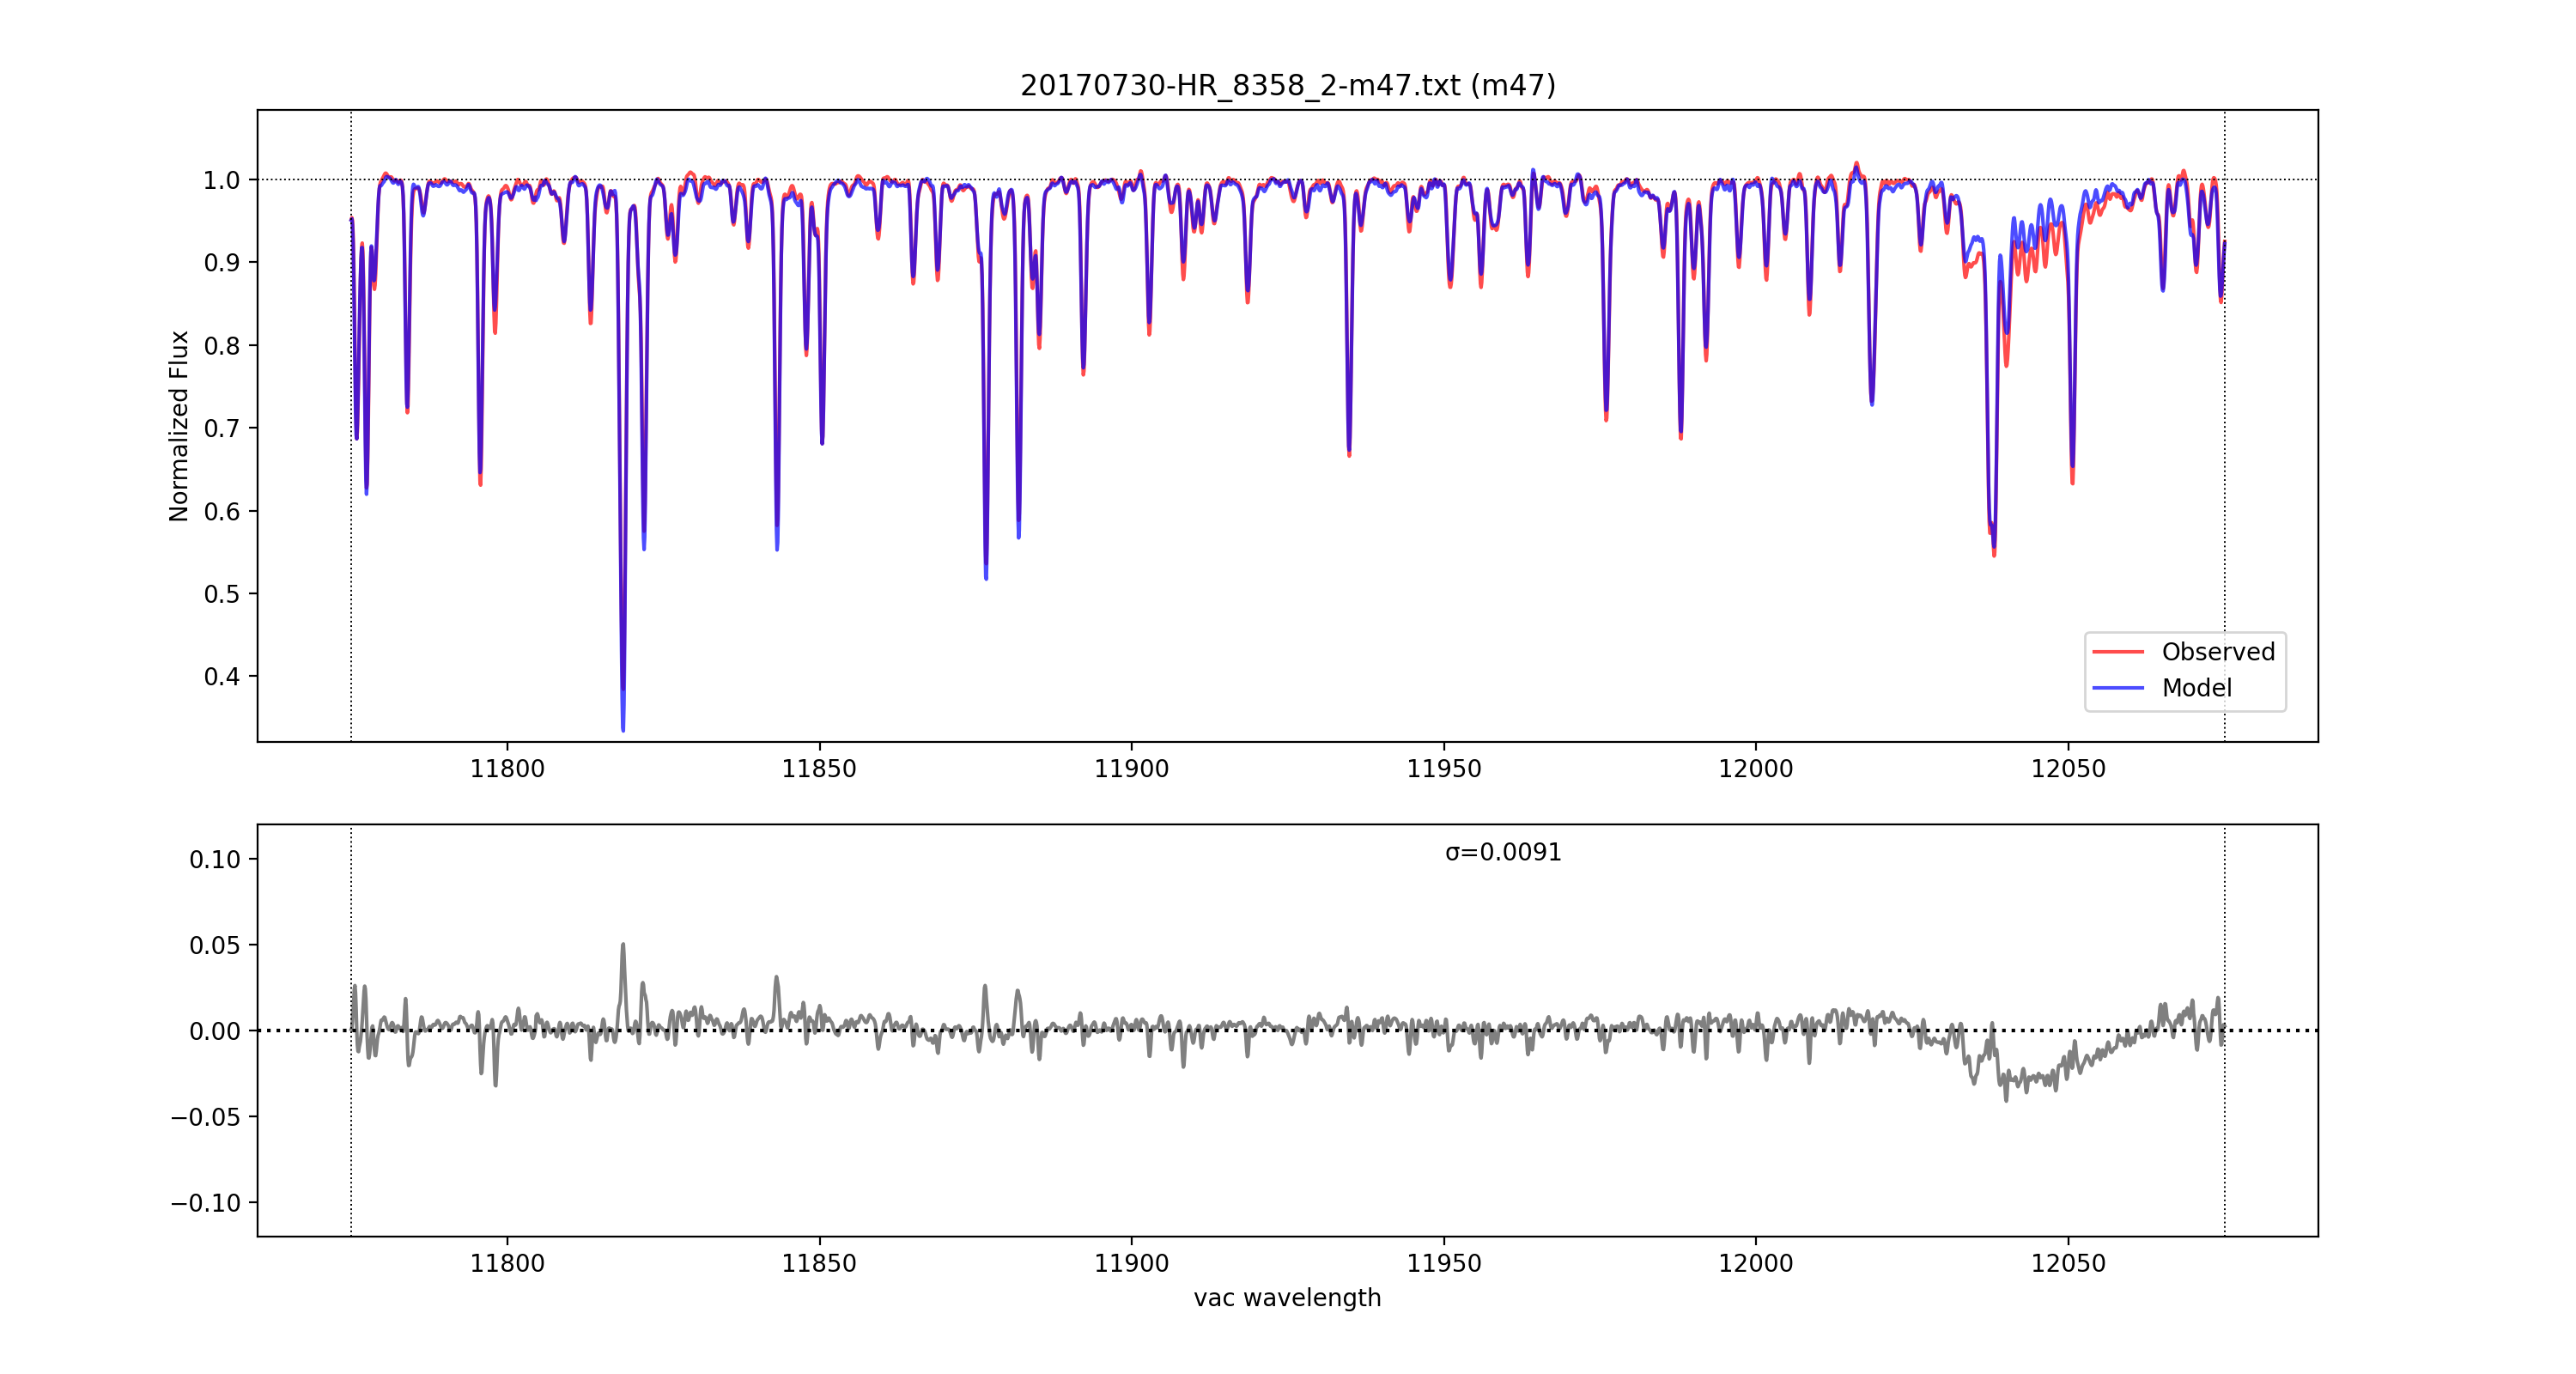 20170730-HR_8358_2-m47.txt (m47)
Normalized Flux
1.0
0.9
0.8
0.7
0.6
0.5
0.4
Observed
Model
11800 11850 11900 11950 12000 12050
σ=0.0091
0.10
0.05
0.00
−0.05
−0.10
11800 11850 11900 11950 12000 12050
vac wavelength